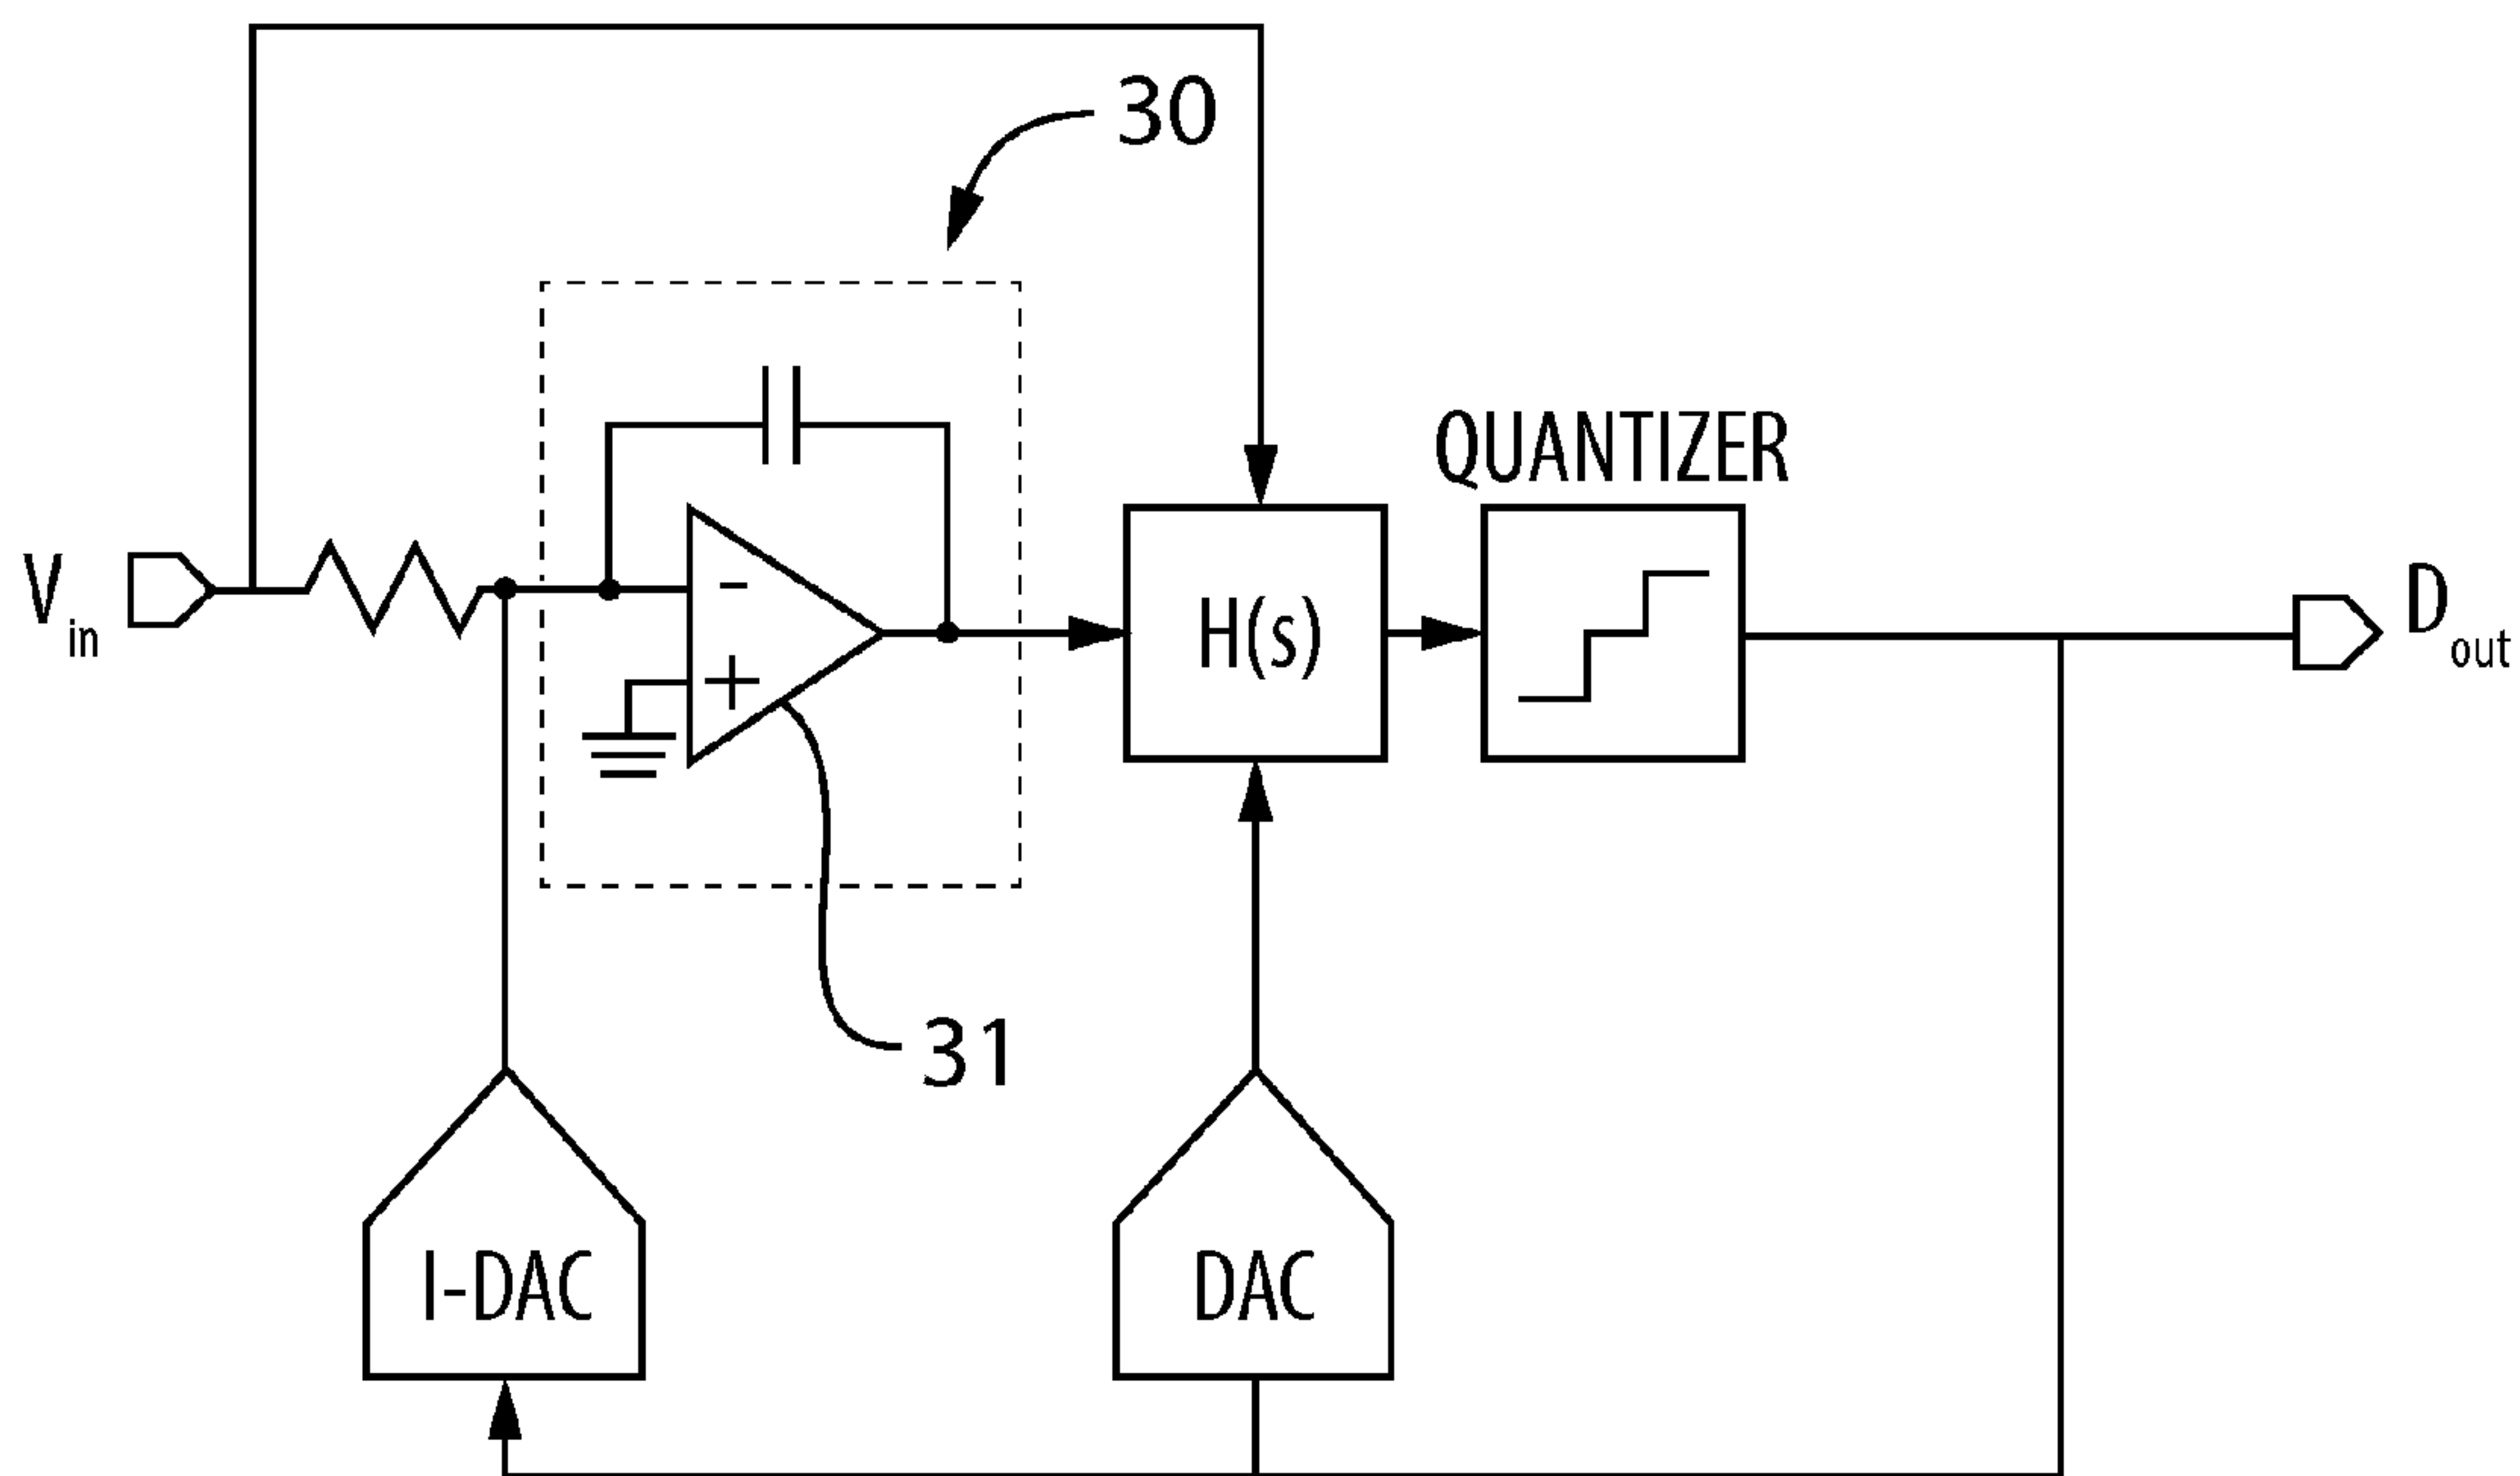 30
QUANTIZER
V in
-
+
H(s)
D out
31
I-DAC
DAC